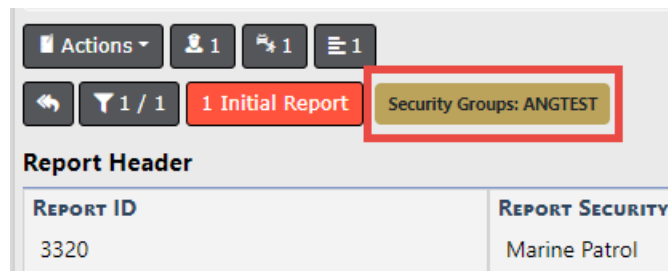 Actions 1 1 1
1 / 1 1 Initial Report Security Groups: ANGTEST
Report Header
REPORT ID REPORT SECURITY
3320 Marine Patrol